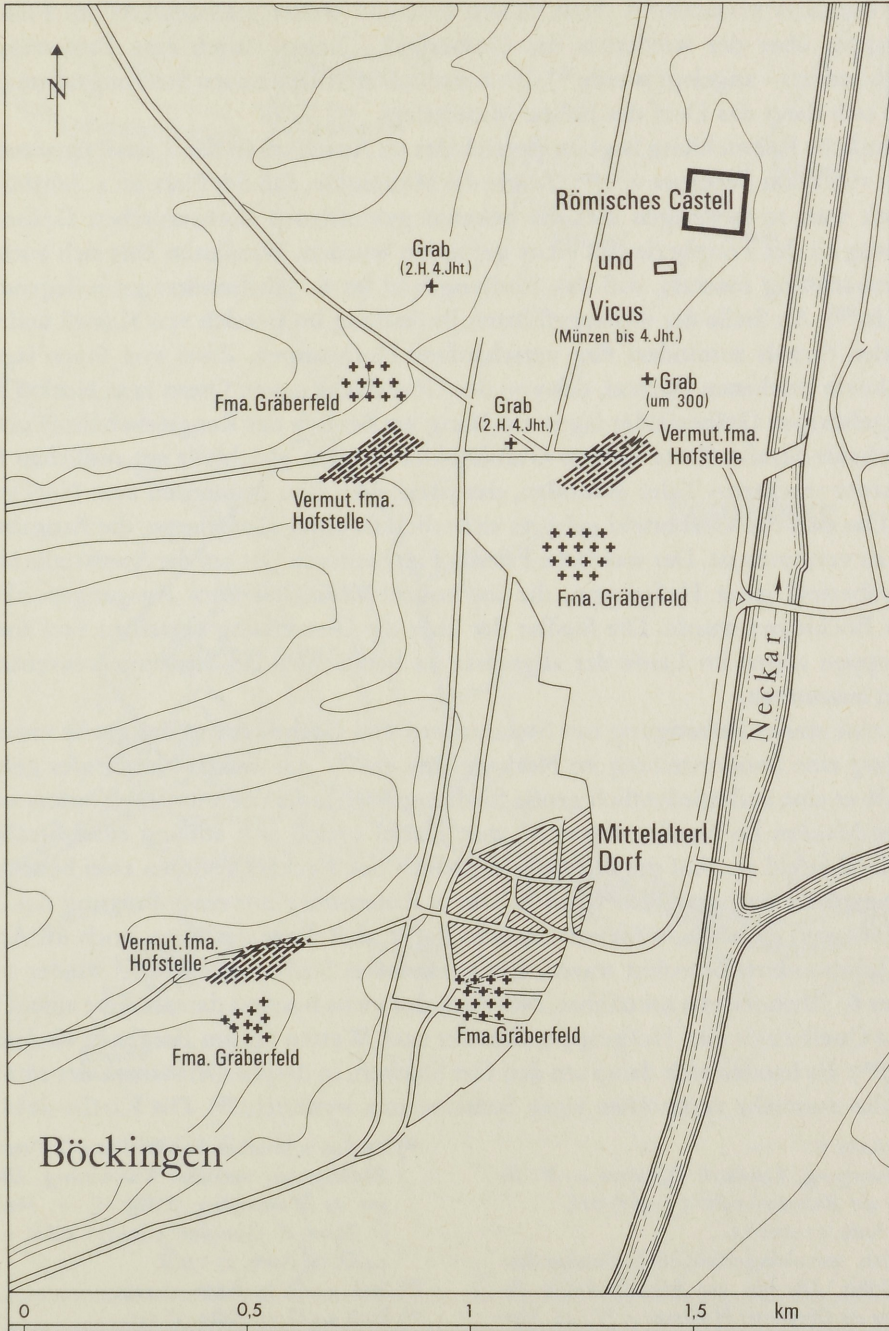 N
Römisches Castell
und
Vicus
(Münzen bis 4.Jht.)
Grab
(2.H.4.Jht.)
Grab
(um 300)
Fma.Gräberfeld
Grab
(2.H.4.Jht.)
Vermut.fma.
Hofstelle
Vermut.fma.
Hofstelle
Fma. Gräberfeld
Neckar
Mittelalterl.
Dorf
Vermut.fma.
Hofstelle
Fma. Gräberfeld
Fma. Gräberfeld
Böckingen
0 0,5 1 1,5 km